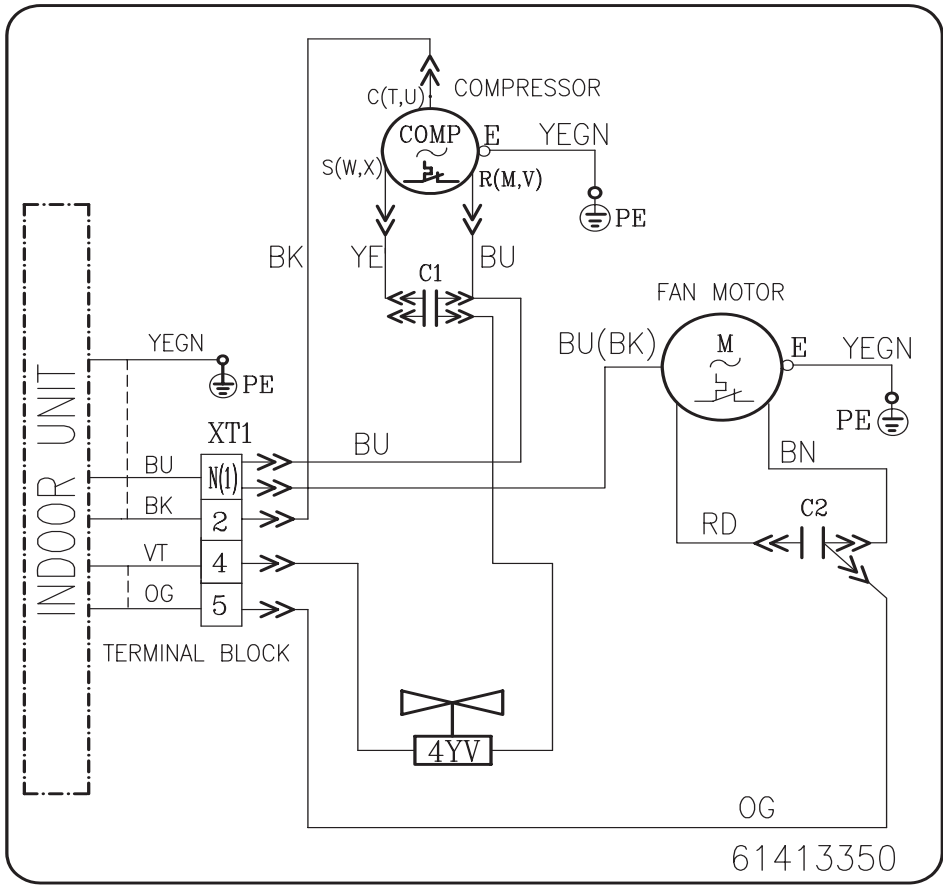 C(T,U)
COMPRESSOR
COMP
E
YEGN
S(W,X)
R(M,V)
PE
BK
YE
BU
C1
FAN MOTOR
YEGN
BU(BK)
M
E
YEGN
PE
PE
INDOOR UNIT
XT1
BU
BN
BU
N(1)
BK
2
RD
C2
VT
4
OG
5
TERMINAL BLOCK
4YV
OG
61413350